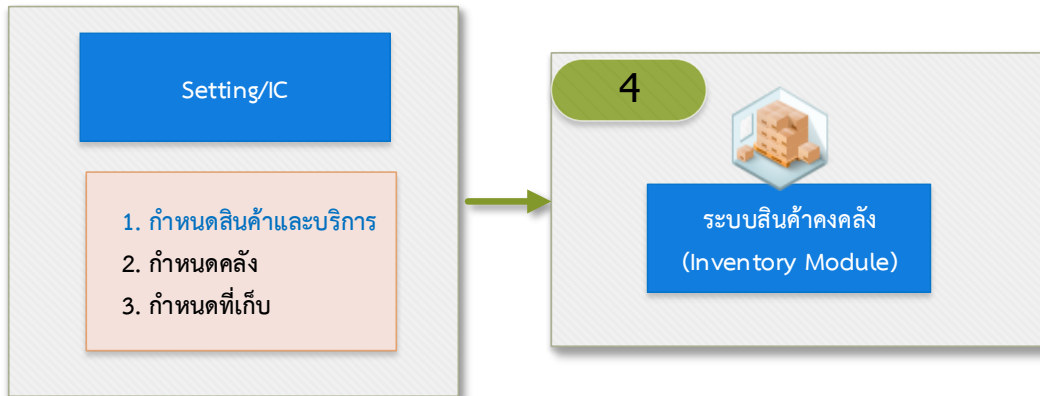 Setting/IC
1. กำหนดสินค้าและบริการ
2. กำหนดคลัง
3. กำหนดที่เก็บ
4
ระบบสินค้าคงคลัง
(Inventory Module)